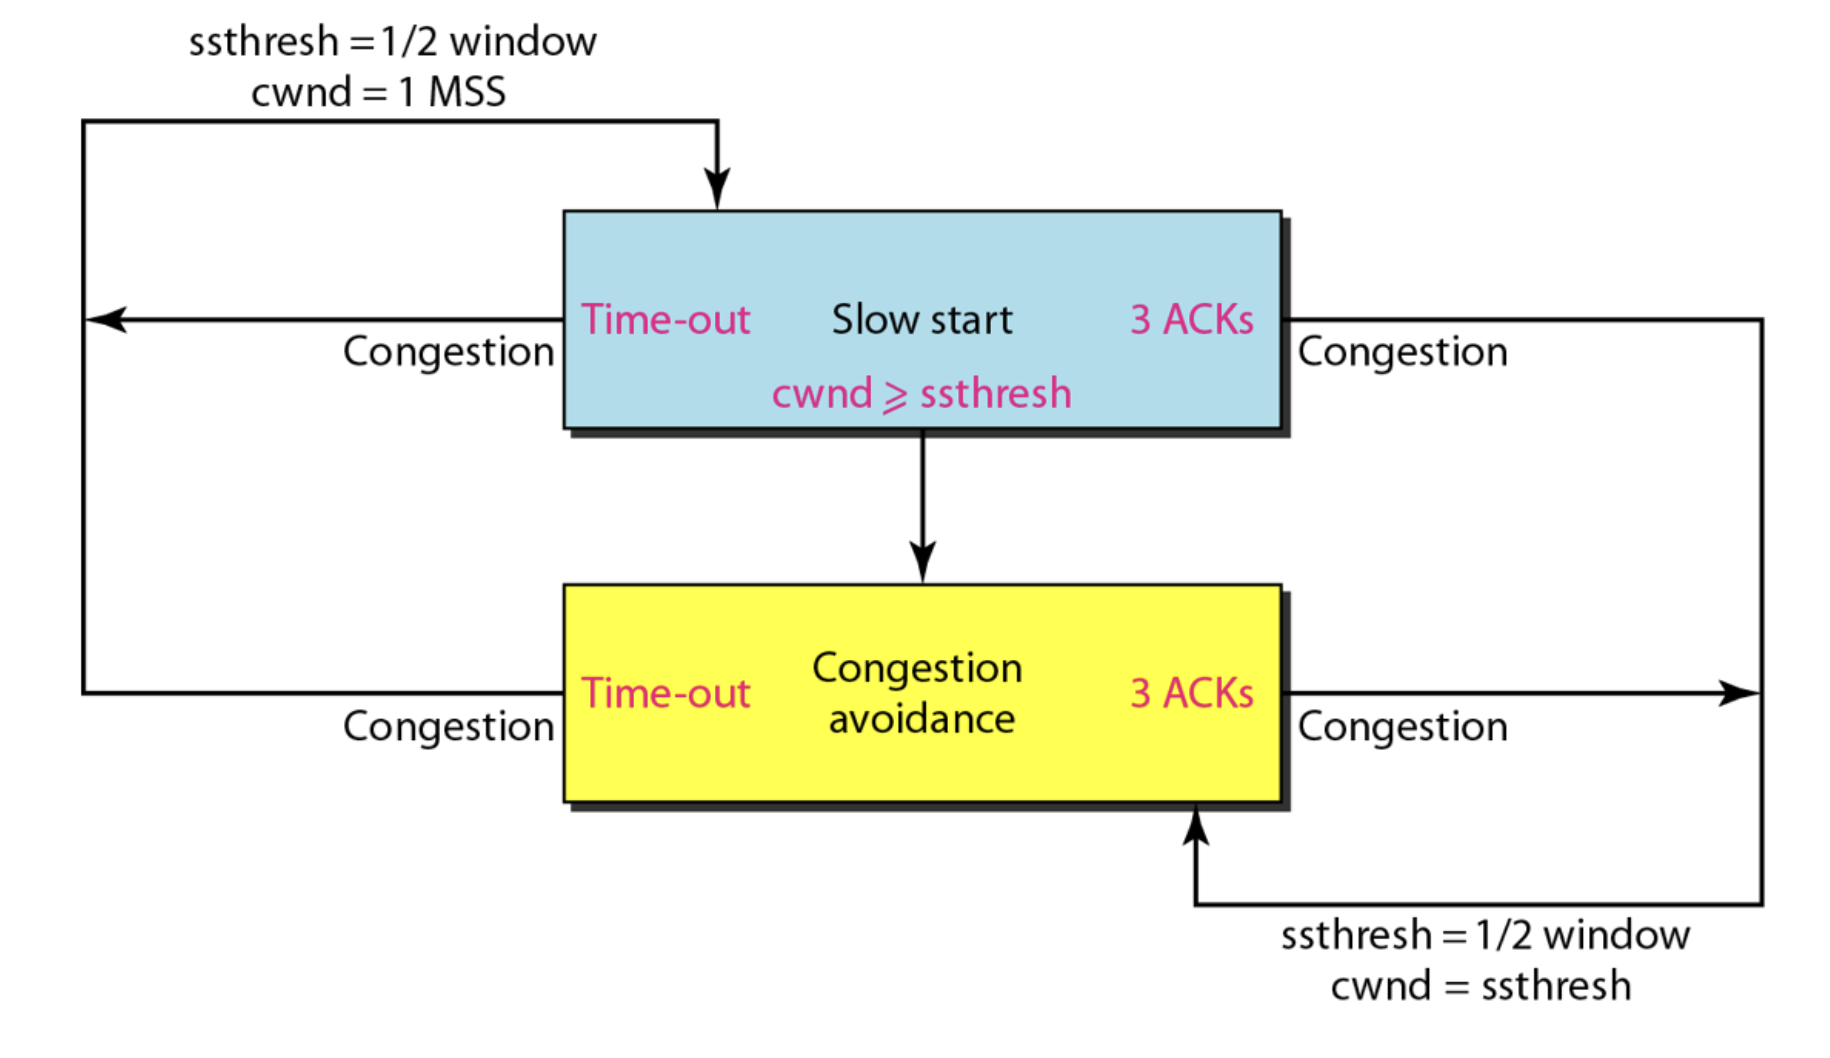 ssthresh = 1/2 window
cwnd = 1 MSS
Time-out
Slow start
3 ACKs
Congestion
cwnd ⩾ ssthresh
Congestion
Time-out
Congestion
avoidance
3 ACKs
Congestion
Congestion
ssthresh = 1/2 window
cwnd = ssthresh